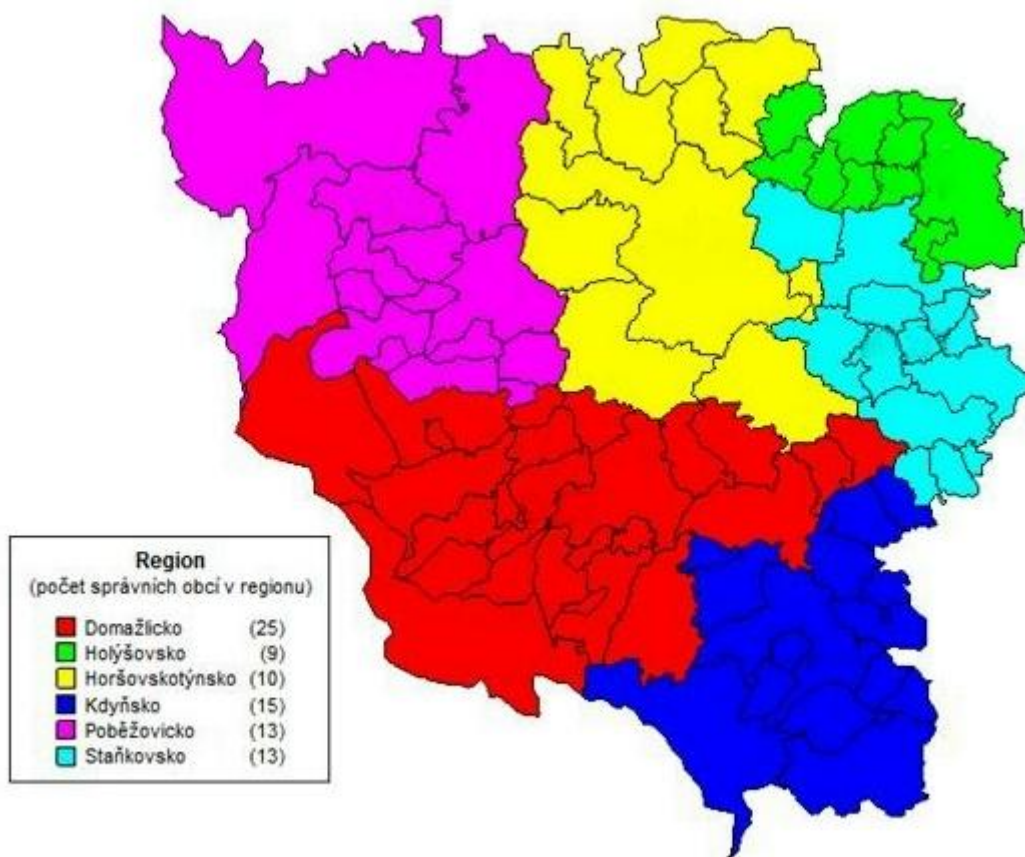 Region
(počet správních obcí v regionu)
Domažlicko (25)
Holýšovsko (9)
Horšovskotýnsko (10)
Kdyňsko (15)
Poběžovicko (13)
Staňkovsko (13)